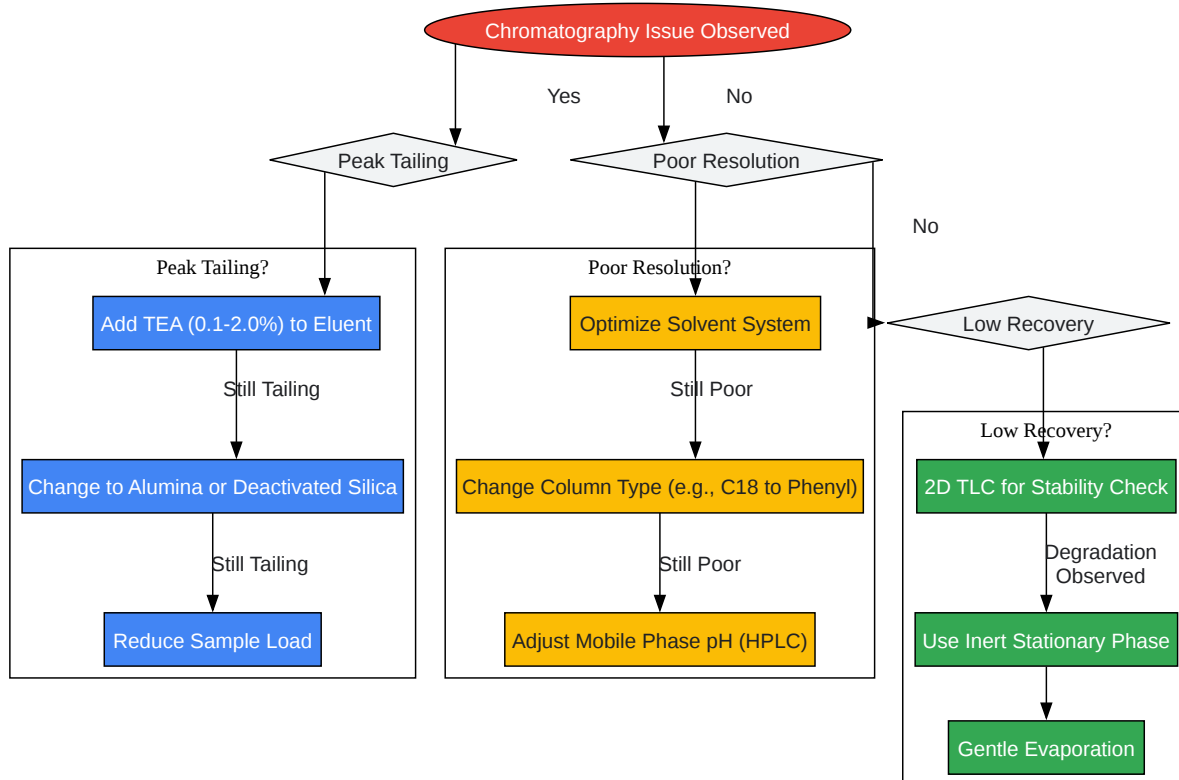 Chromatography Issue Observed
Yes
No
Peak Tailing
Poor Resolution
No
Peak Tailing?
Poor Resolution?
Add TEA (0.1-2.0%) to Eluent
Optimize Solvent System
Low Recovery
Still Tailing
Still Poor
Low Recovery?
Change to Alumina or Deactivated Silica
Change Column Type (e.g., C18 to Phenyl)
2D TLC for Stability Check
Still Tailing
Still Poor
Degradation
Observed
Reduce Sample Load
Adjust Mobile Phase pH (HPLC)
Use Inert Stationary Phase
Gentle Evaporation